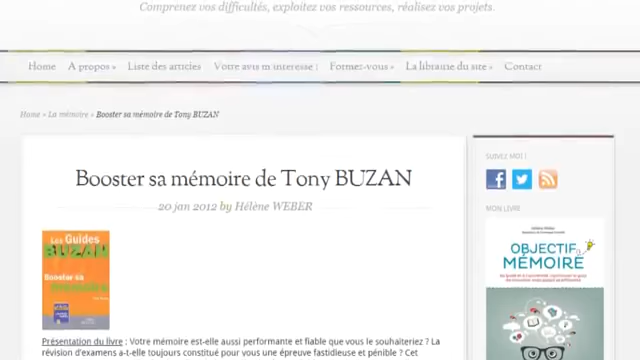 Comprenez vos difficultés, exploitez vos ressources, réalisez vos projets.
Home A propos » Liste des articles Votre avis m'interesse ! Formez-vous » La librairie du site » Contact
Home » La mémoire » Booster sa mémoire de Tony BUZAN
Booster sa mémoire de Tony BUZAN
20 jan 2012 by Hélène WEBER
Les Guides
BUZAN
Booster sa
SUIVEZ MOI !
MON LIVRE
OBJECTIF
MÉMOIRE
Présentation du livre : Votre mémoire est-elle aussi performante et fiable que vous le souhaiteriez ? La
révision d'examens a-t-elle toujours constitué pour vous une épreuve fastidieuse et pénible ? Cet